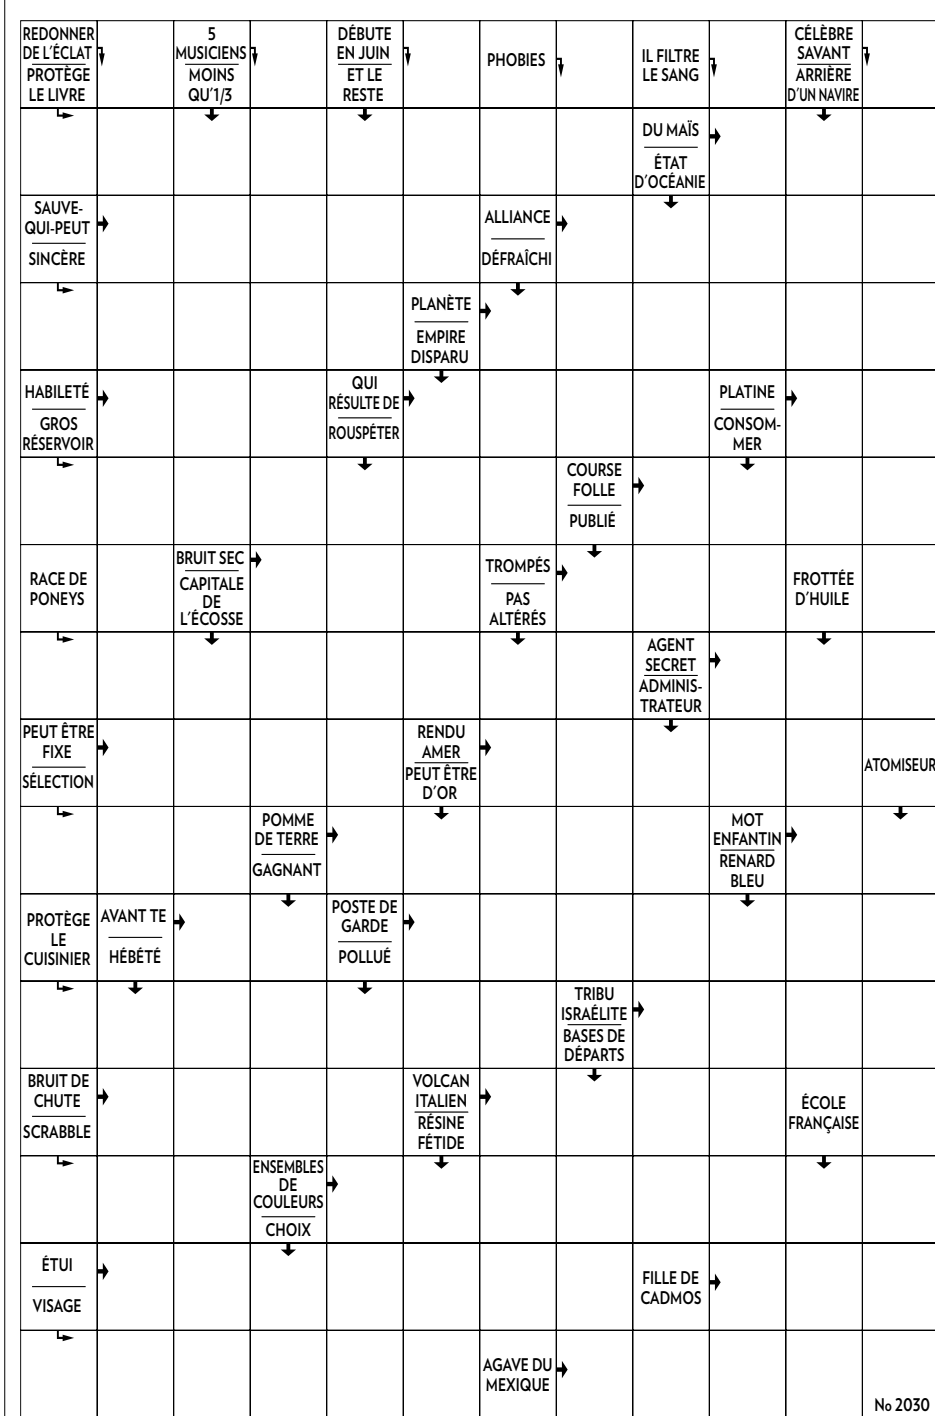 REDONNER
DE L'ÉCLAT
PROTÈGE
LE LIVRE
5
MUSICIENS
MOINS
QU'1/3
DÉBUTE
EN JUIN
ET LE
RESTE
PHOBIES
IL FILTRE
LE SANG
CÉLÈBRE
SAVANT
ARRIÈRE
D'UN NAVIRE
DU MAÏS
ÉTAT
D'OCÉANIE
SAUVE-
QUI-PEUT
SINCÈRE
ALLIANCE
DÉFRAÎCHI
PLANÈTE
EMPIRE
DISPARU
HABILETÉ
GROS
RÉSERVOIR
QUI
RÉSULTE DE
ROUSPÉTER
PLATINE
CONSOM-
MER
COURSE
FOLLE
PUBLIÉ
RACE DE
PONEYS
BRUIT SEC
CAPITALE
DE
L'ÉCOSSE
TROMPÉS
PAS
ALTÉRÉS
FROTTÉE
D'HUILE
AGENT
SECRET
ADMINIS-
TRATEUR
PEUT ÊTRE
FIXE
SÉLECTION
RENDU
AMER
PEUT ÊTRE
D'OR
ATOMISEUR
POMME
DE TERRE
GAGNANT
MOT
ENFANTIN
RENARD
BLEU
PROTÈGE
LE
CUISINIER
AVANT TE
HÉBÉTÉ
POSTE DE
GARDE
POLLUÉ
TRIBU
ISRAÉLITE
BASES DE
DÉPARTS
BRUIT DE
CHUTE
SCRABBLE
VOLCAN
ITALIEN
RÉSINE
FÉTIDE
ÉCOLE
FRANÇAISE
ENSEMBLES
DE
COULEURS
CHOIX
ÉTUI
VISAGE
FILLE DE
CADMOS
AGAVE DU
MEXIQUE
No 2030